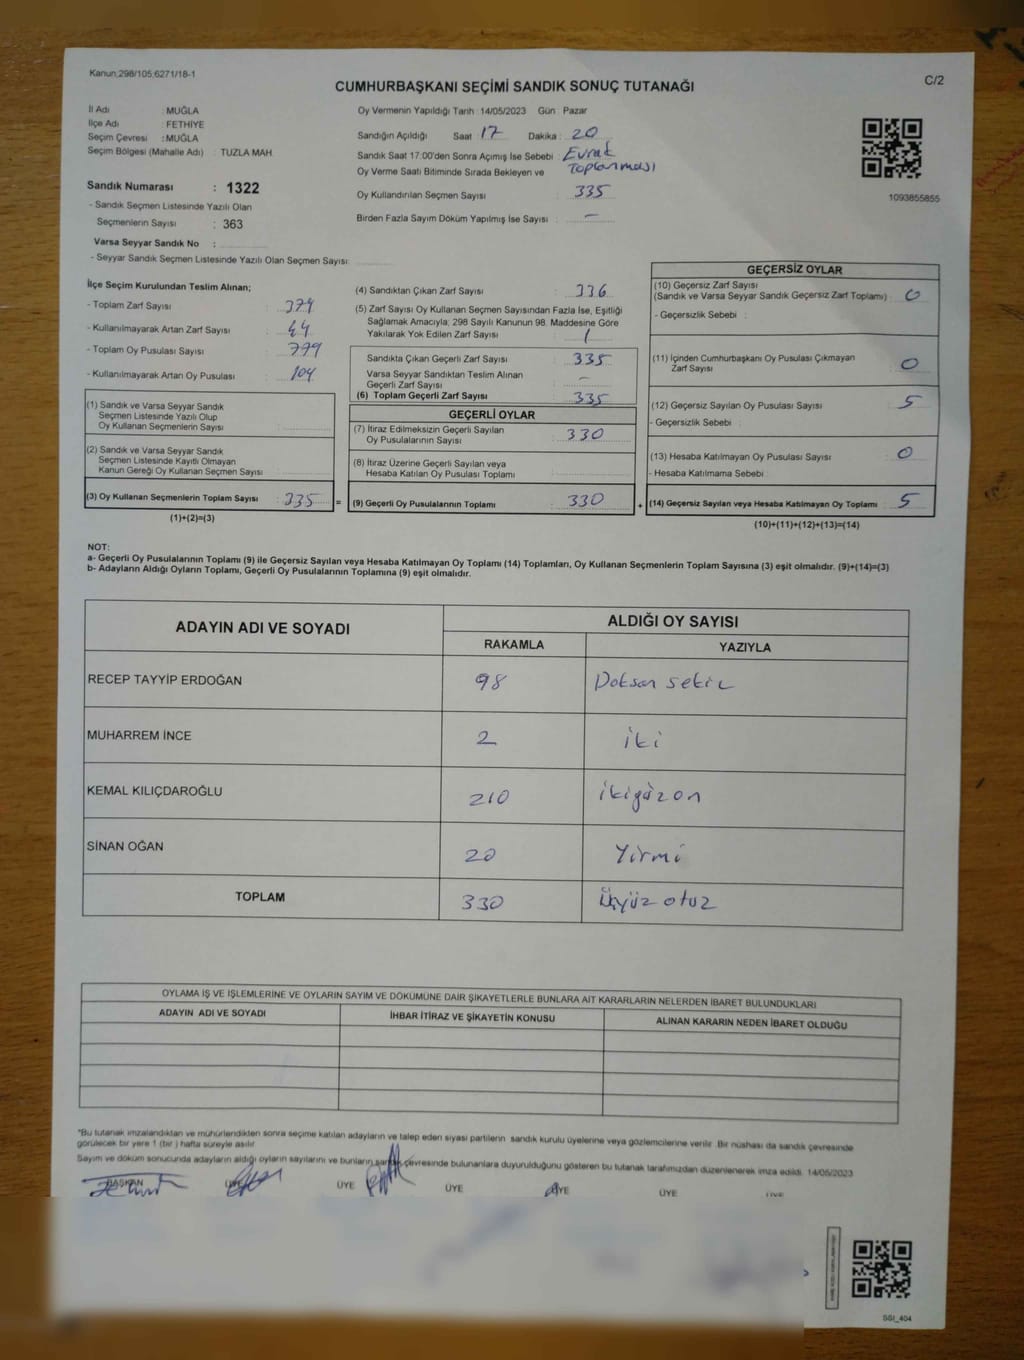 Kanun:298/105;6271/18-1
C/2
CUMHURBAŞKANI SEÇİMİ SANDIK SONUÇ TUTANAĞI
İl Adı : MUĞLA
İlçe Adı : FETHİYE
Seçim Çevresi : MUĞLA
Seçim Bölgesi (Mahalle Adı) : TUZLA MAH.
Sandık Numarası : 1322
- Sandık Seçmen Listesinde Yazılı Olan
Seçmenlerin Sayısı : 363
Varsa Seyyar Sandık No :
- Seyyar Sandık Seçmen Listesinde Yazılı Olan Seçmen Sayısı:
Oy Vermenin Yapıldığı Tarih : 14/05/2023 Gün : Pazar
Sandığın Açıldığı Saat 17 Dakika : 20
Sandık Saat 17:00'den Sonra Açımış İse Sebebi : Evrak
Toplanması
Oy Verme Saati Bitiminde Sırada Bekleyen ve
Oy Kullandırılan Seçmen Sayısı : 335
Birden Fazla Sayım Döküm Yapılmış İse Sayısı : -
1093855855
İlçe Seçim Kurulundan Teslim Alınan;
- Toplam Zarf Sayısı : 379
- Kullanılmayarak Artan Zarf Sayısı : 44
- Toplam Oy Pusulası Sayısı :
- Kullanılmayarak Artan Oy Pusulası : 104
(1) Sandık ve Varsa Seyyar Sandık
Seçmen Listesinde Yazılı Olup
Oy Kullanan Seçmenlerin Sayısı :
(2) Sandık ve Varsa Seyyar Sandık
Seçmen Listesinde Kayıtlı Olmayan
Kanun Gereği Oy Kullanan Seçmen Sayısı :
(3) Oy Kullanan Seçmenlerin Toplam Sayısı : 335 =
(1)+(2)=(3)
(4) Sandıktan Çıkan Zarf Sayısı : 336
(5) Zarf Sayısı Oy Kullanan Seçmen Sayısından Fazla İse, Eşitliği
Sağlamak Amacıyla; 298 Sayılı Kanunun 98. Maddesine Göre
Yakılarak Yok Edilen Zarf Sayısı : 1
Sandıkta Çıkan Geçerli Zarf Sayısı : 335
Varsa Seyyar Sandıktan Teslim Alınan
Geçerli Zarf Sayısı : -
(6) Toplam Geçerli Zarf Sayısı : 335
GEÇERLİ OYLAR
(7) İtiraz Edilmeksizin Geçerli Sayılan
Oy Pusulalarının Sayısı : 330
(8) İtiraz Üzerine Geçerli Sayılan veya
Hesaba Katılan Oy Pusulası Toplamı :
(9) Geçerli Oy Pusulalarının Toplamı : 330 +
GEÇERSİZ OYLAR
(10) Geçersiz Zarf Sayısı
(Sandık ve Varsa Seyyar Sandık Geçersiz Zarf Toplamı) : 0
- Geçersizlik Sebebi :
(11) İçinden Cumhurbaşkanı Oy Pusulası Çıkmayan
Zarf Sayısı : 0
(12) Geçersiz Sayılan Oy Pusulası Sayısı : 5
- Geçersizlik Sebebi :
(13) Hesaba Katılmayan Oy Pusulası Sayısı : 0
- Hesaba Katılmama Sebebi :
(14) Geçersiz Sayılan veya Hesaba Katılmayan Oy Toplamı : 5
(10)+(11)+(12)+(13)=(14)
NOT:
a- Geçerli Oy Pusulalarının Toplamı (9) ile Geçersiz Sayılan veya Hesaba Katılmayan Oy Toplamı (14) Toplamları, Oy Kullanan Seçmenlerin Toplam Sayısına (3) eşit olmalıdır. (9)+(14)=(3)
b- Adayların Aldığı Oyların Toplamı, Geçerli Oy Pusulalarının Toplamına (9) eşit olmalıdır.
ADAYIN ADI VE SOYADI
ALDIĞI OY SAYISI
RAKAMLA YAZIYLA
RECEP TAYYİP ERDOĞAN 98 Doksan sekiz
MUHARREM İNCE 2 iki
KEMAL KILIÇDAROĞLU 210 ikiyüzon
SİNAN OĞAN 20 Yirmi
TOPLAM 330 Üçyüz otuz
OYLAMA İŞ VE İŞLEMLERİNE VE OYLARIN SAYIM VE DÖKÜMÜNE DAİR ŞİKAYETLERLE BUNLARA AİT KARARLARIN NELERDEN İBARET BULUNDUKLARI
ADAYIN ADI VE SOYADI İHBAR İTİRAZ VE ŞİKAYETİN KONUSU ALINAN KARARIN NEDEN İBARET OLDUĞU
*Bu tutanak imzalandıktan ve mühürlendikten sonra seçime katılan adayların ve talep eden siyasi partilerin sandık kurulu üyelerine veya gözlemcilerine verilir. Bir nüshası da sandık çevresinde
görülecek bir yere 1 (bir ) hafta süreyle asılır.
Sayım ve döküm sonucunda adayların aldığı oyların sayılarını ve bunların sandık çevresinde bulunanlara duyurulduğunu gösteren bu tutanak tarafımızdan düzenlenerek imza edildi. 14/05/2023
BAŞKAN ÜYE ÜYE ÜYE ÜYE ÜYE
SSI_404